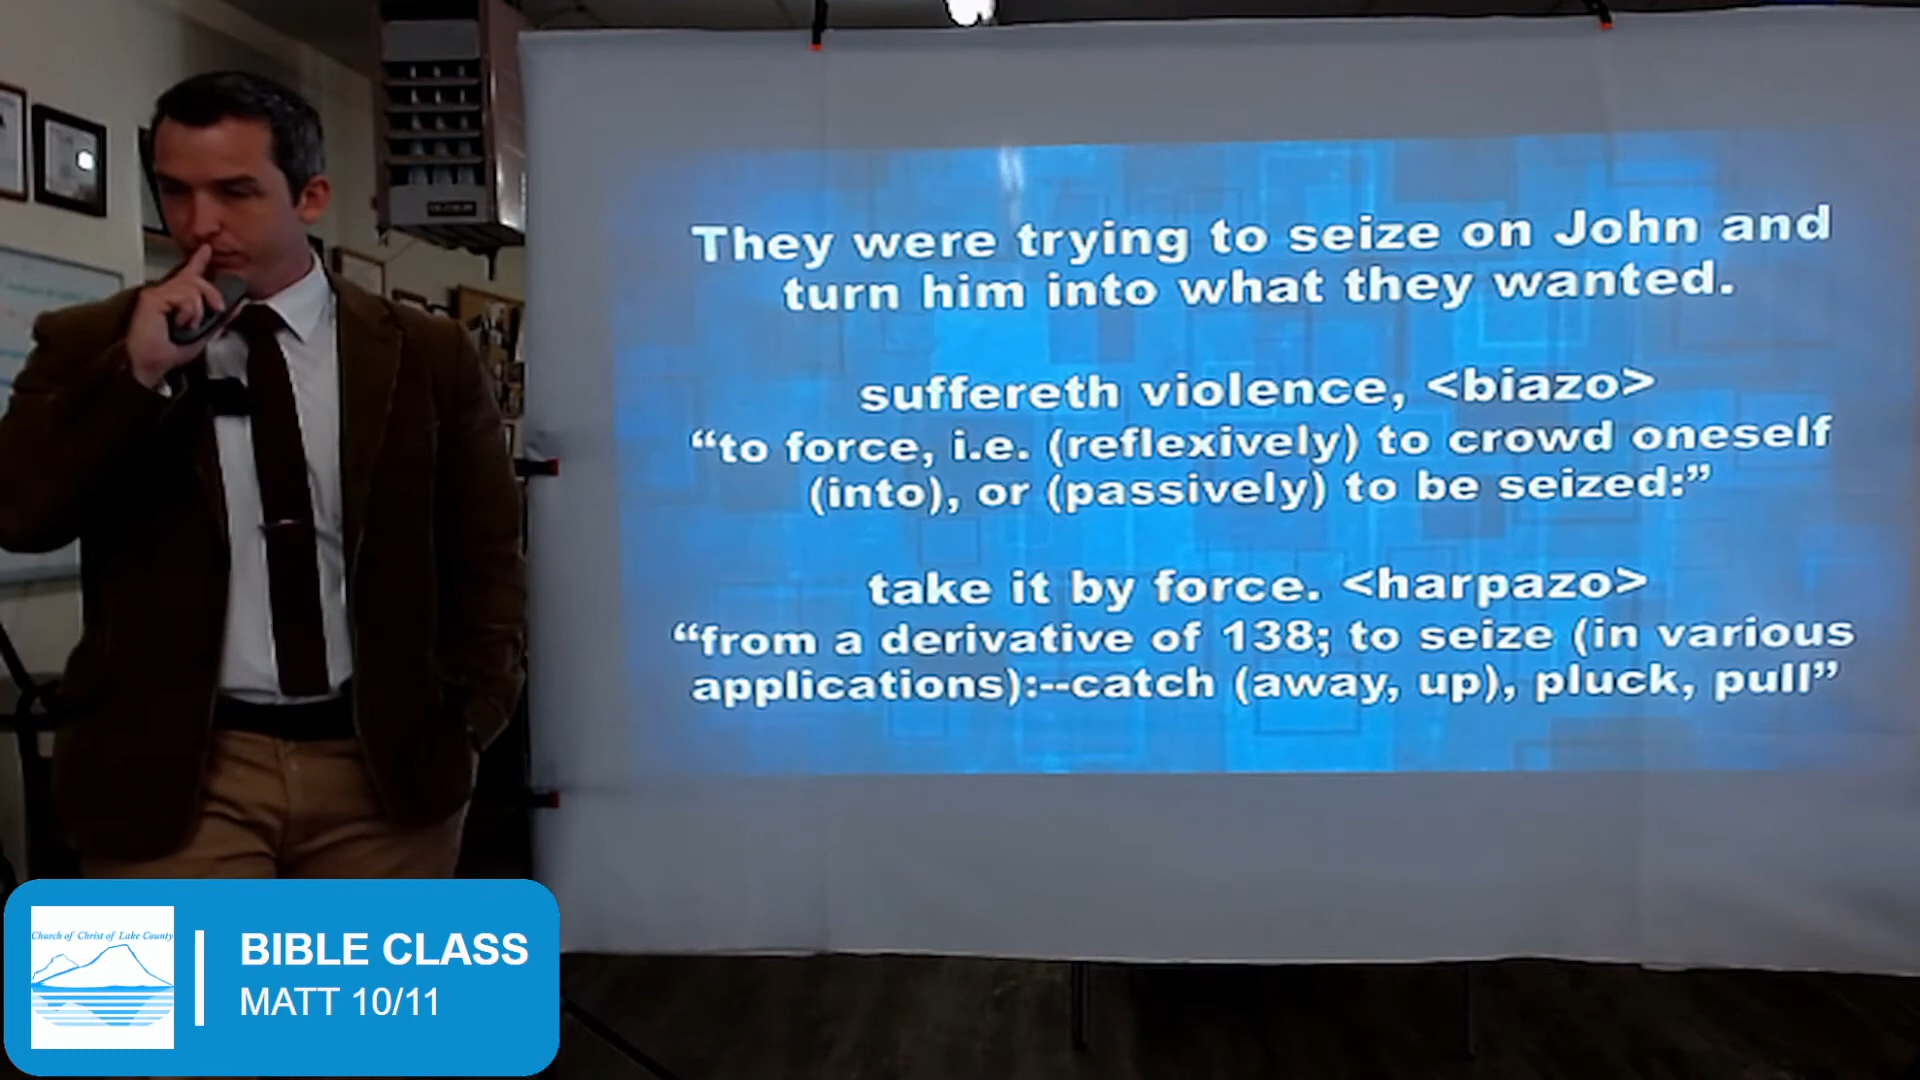 They were trying to seize on John and
turn him into what they wanted.
suffereth violence, <biazo>
“to force, i.e. (reflexively) to crowd oneself
(into), or (passively) to be seized:”
take it by force. <harpazo>
“from a derivative of 138; to seize (in various
applications):--catch (away, up), pluck, pull”
Church of Christ of Lake County
BIBLE CLASS
MATT 10/11